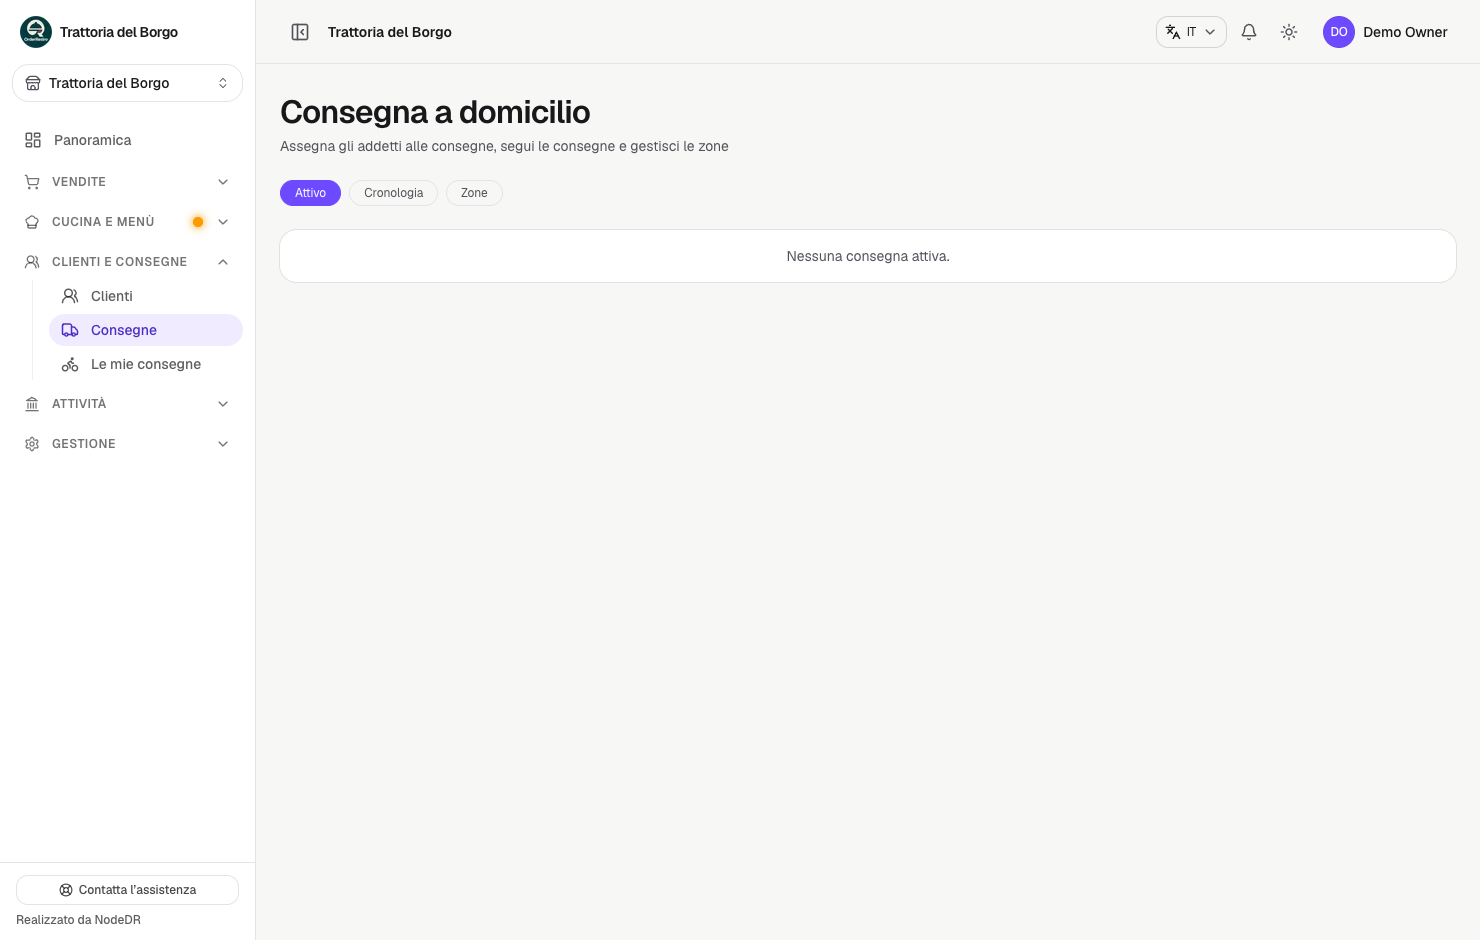 Trattoria del Borgo
Trattoria del Borgo
Panoramica
VENDITE
CUCINA E MENÙ
CLIENTI E CONSEGNE
Clienti
Consegne
Le mie consegne
ATTIVITÀ
GESTIONE
Contatta l'assistenza
Realizzato da NodeDR
Trattoria del Borgo
IT
DO
Demo Owner
Consegna a domicilio
Assegna gli addetti alle consegne, segui le consegne e gestisci le zone
Attivo
Cronologia
Zone
Nessuna consegna attiva.